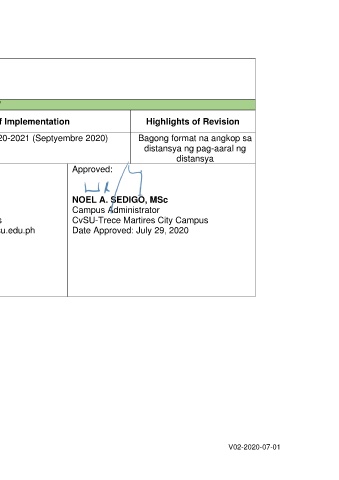 f Implementation
Highlights of Revision
20-2021 (Septyembre 2020)
Bagong format na angkop sa
distansya ng pag-aaral ng
distansya
Approved:
NOEL A. SEDIGO, MSc
Campus Administrator
s
CvSU-Trece Martires City Campus
su.edu.ph
Date Approved: July 29, 2020
V02-2020-07-01